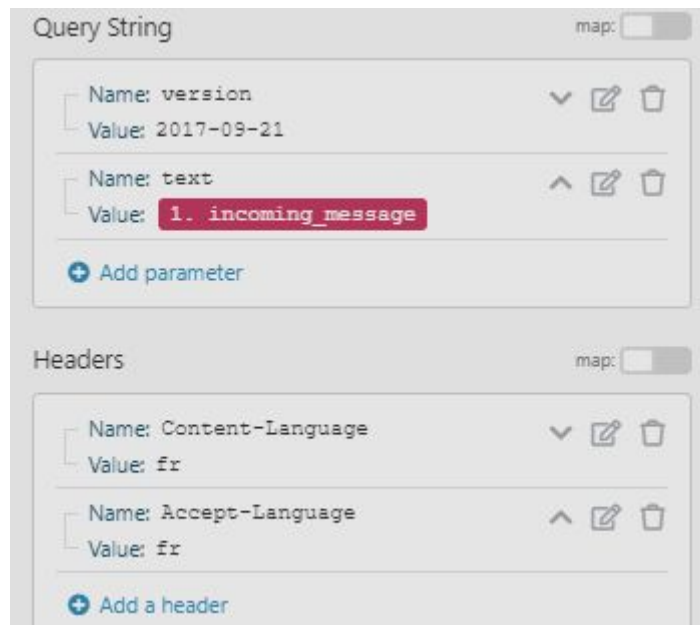 Query String
map:
Name: version
Value: 2017-09-21
Name: text
Value: 1. incoming_message
Add parameter
Headers
map:
Name: Content-Language
Value: fr
Name: Accept-Language
Value: fr
Add a header